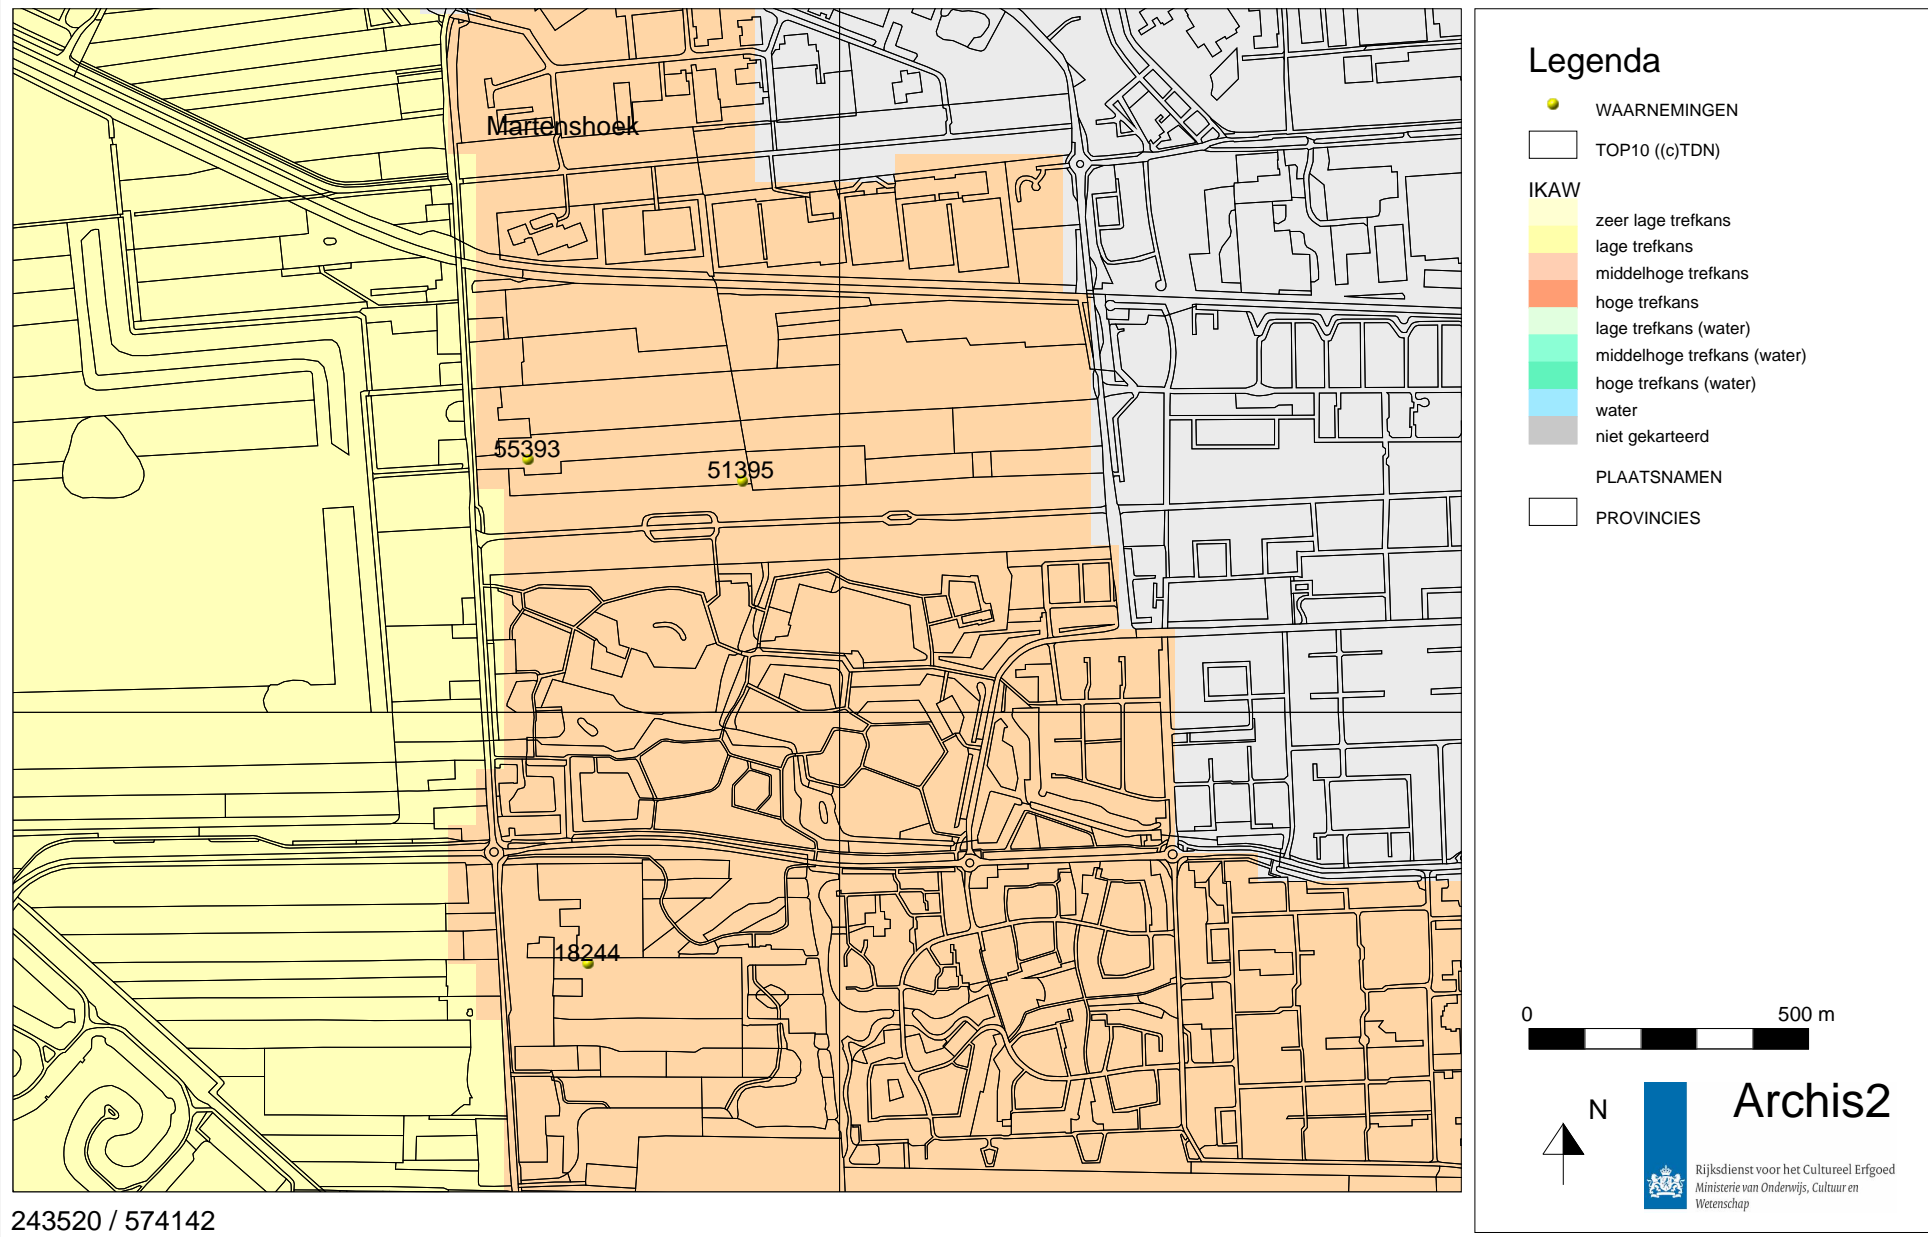 Martenshoek
55393
51395
18244
243520 / 574142
Legenda
WAARNEMINGEN
TOP10 ((c)TDN)
IKAW
zeer lage trefkans
lage trefkans
middelhoge trefkans
hoge trefkans
lage trefkans (water)
middelhoge trefkans (water)
hoge trefkans (water)
water
niet gekarteerd
PLAATSNAMEN
PROVINCIES
0 500 m
N
Archis2
Rijksdienst voor het Cultureel Erfgoed
Ministerie van Onderwijs, Cultuur en
Wetenschap